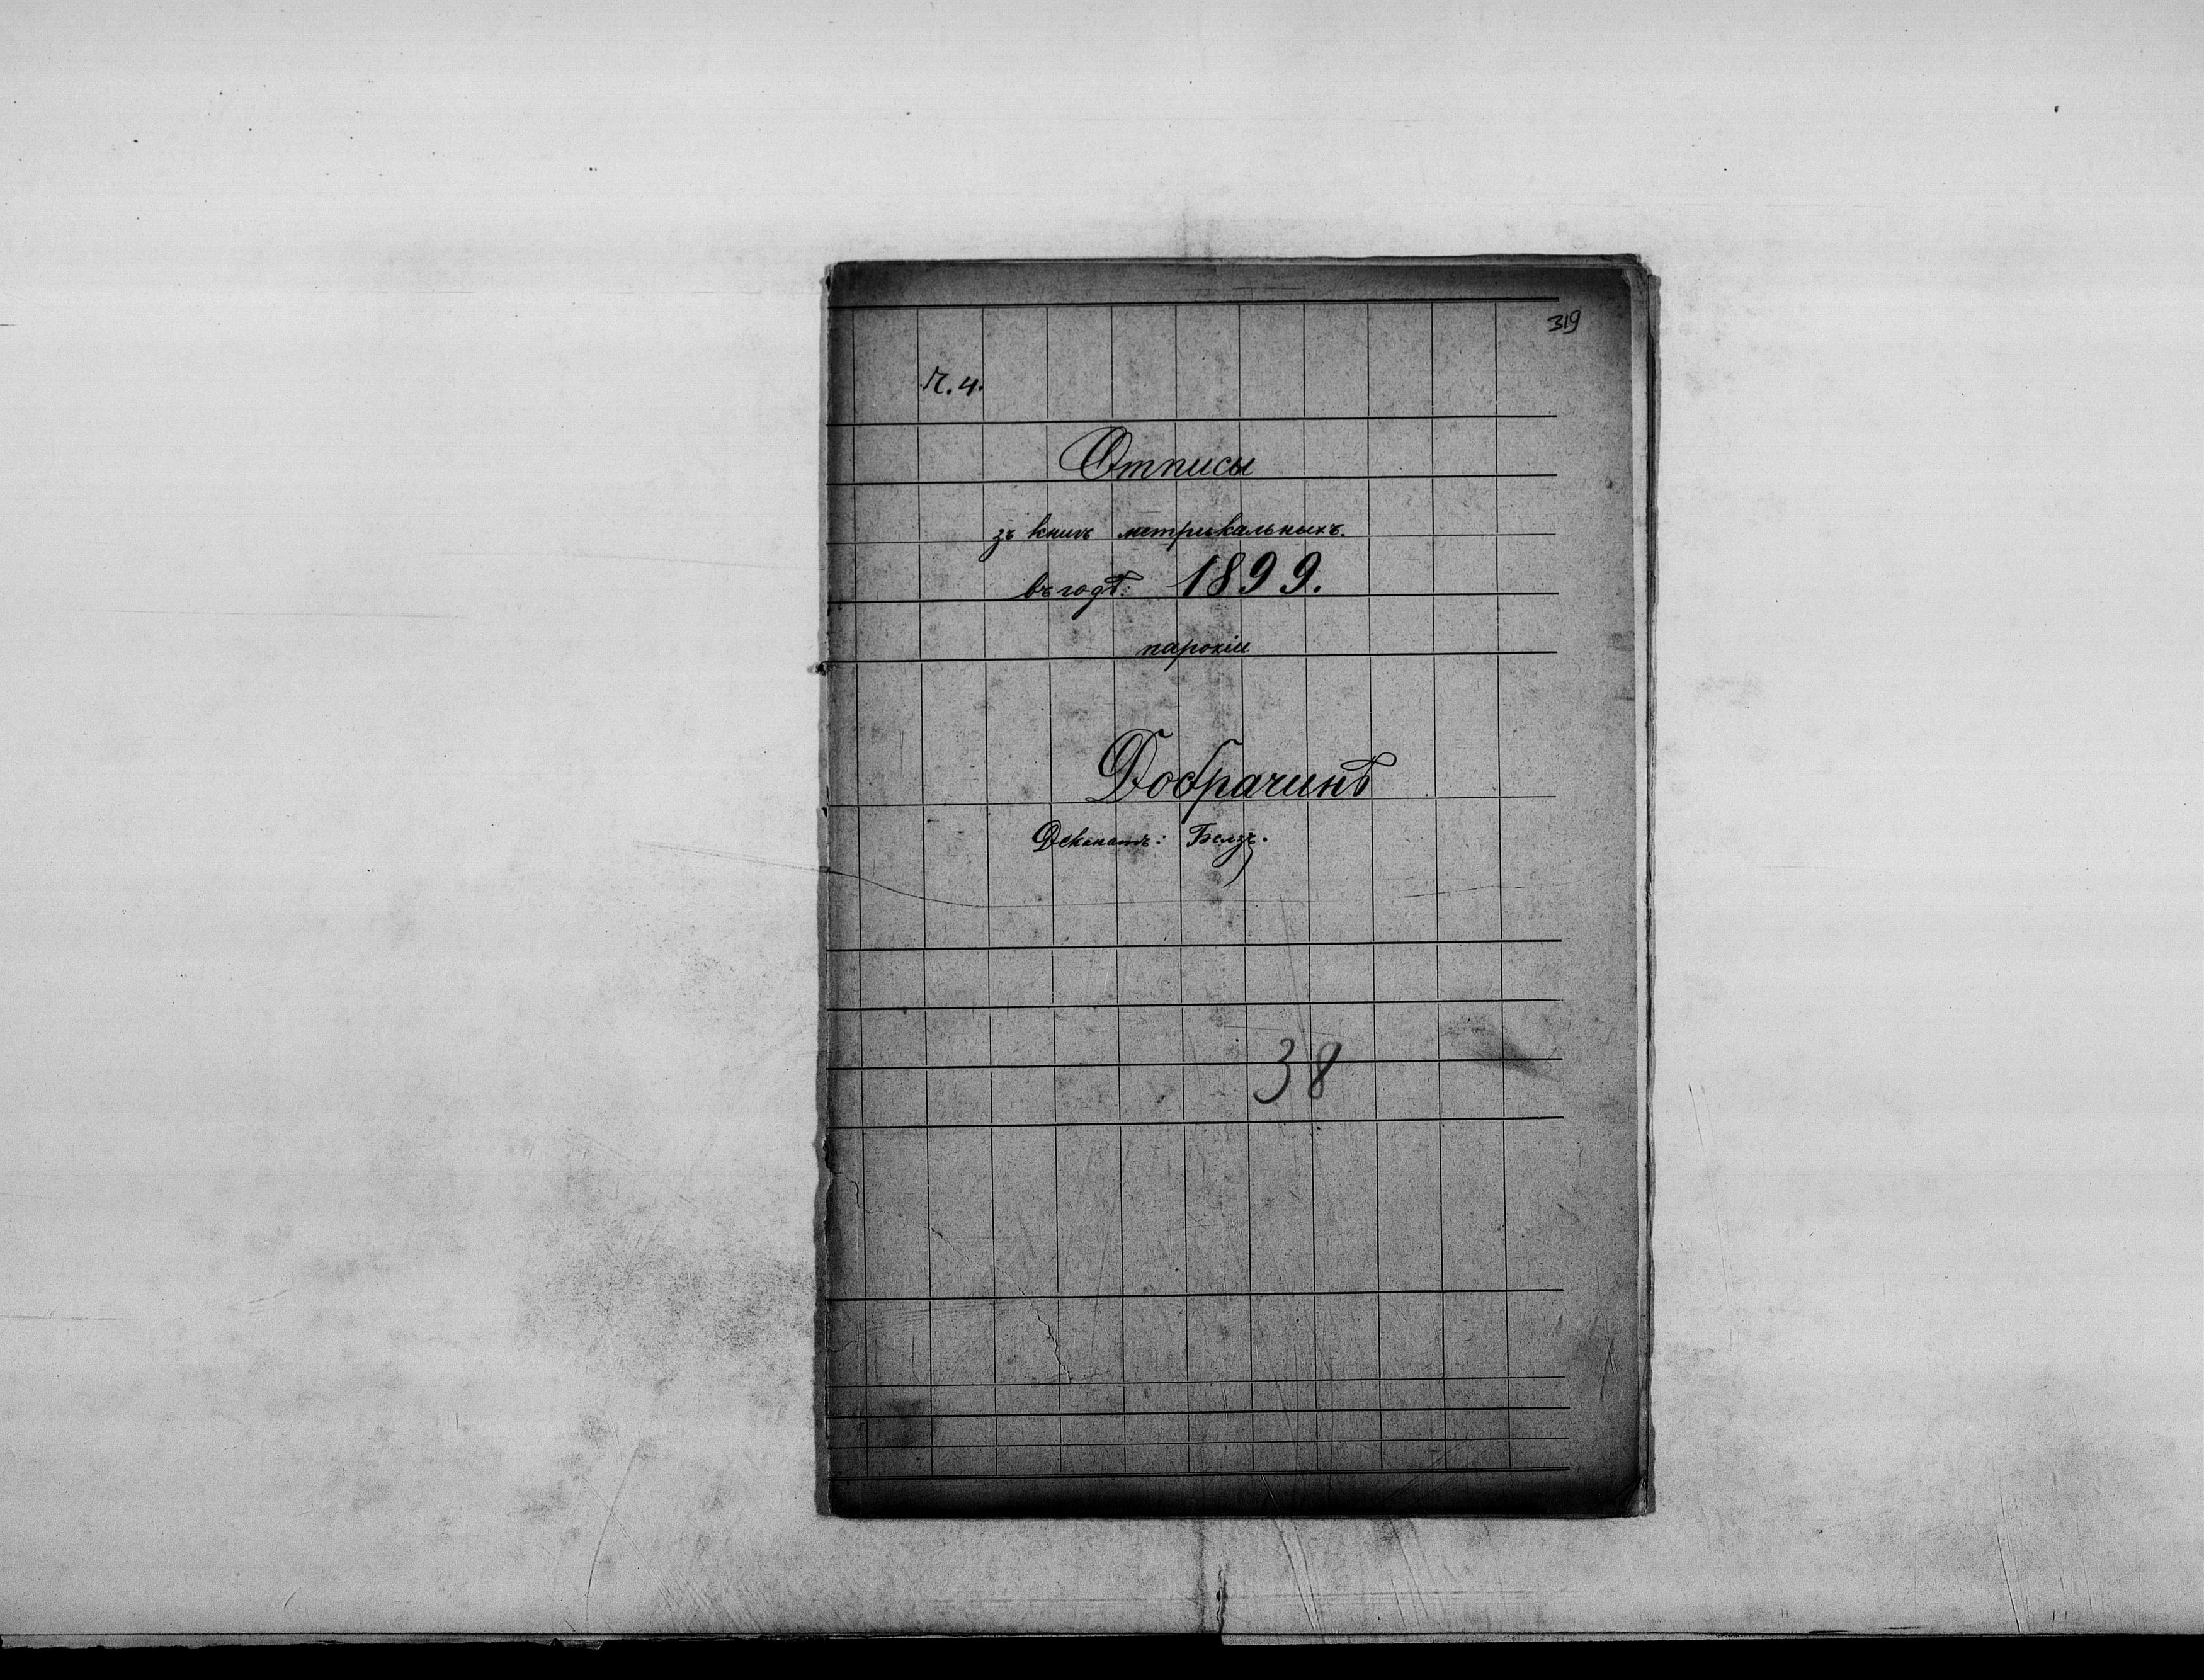 319
Ч. 4.
Отписы
зъ книгъ метрикальныхъ.
въ годѣ: 1899.
парохіи
Добрачинъ
Деканатъ: Белзъ.
38